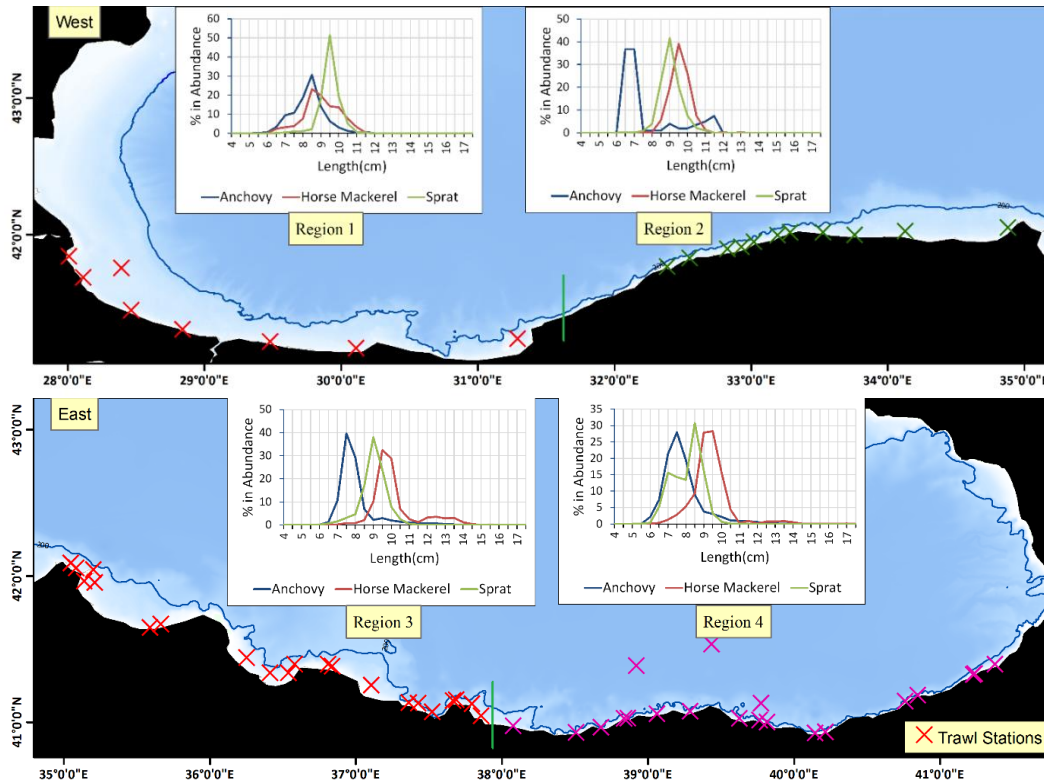 West
60
50
40
30
20
10
0
% in Abundance
4 5 6 7 8 9 10 11 12 13 14 15 16 17
Length(cm)
Anchovy Horse Mackerel Sprat
Region 1
50
40
30
20
10
0
% in Abundance
4 5 6 7 8 9 10 11 12 13 14 15 16 17
Length(cm)
Anchovy Horse Mackerel Sprat
Region 2
200
43°0'0"N
42°0'0"N
28°0'0"E 29°0'0"E 30°0'0"E 31°0'0"E 32°0'0"E 33°0'0"E 34°0'0"E 35°0'0"
East
50
40
30
20
10
0
% in Abundance
4 5 6 7 8 9 10 11 12 13 14 15 16 17
Length(cm)
Anchovy Horse Mackerel Sprat
Region 3
35
30
25
20
15
10
5
0
% in Abundance
4 5 6 7 8 9 10 11 12 13 14 15 16 17
Length(cm)
Anchovy Horse Mackerel Sprat
Region 4
200
43°0'0"N
42°0'0"N
41°0'0"N
Trawl Stations
35°0'0"E 36°0'0"E 37°0'0"E 38°0'0"E 39°0'0"E 40°0'0"E 41°0'0"E